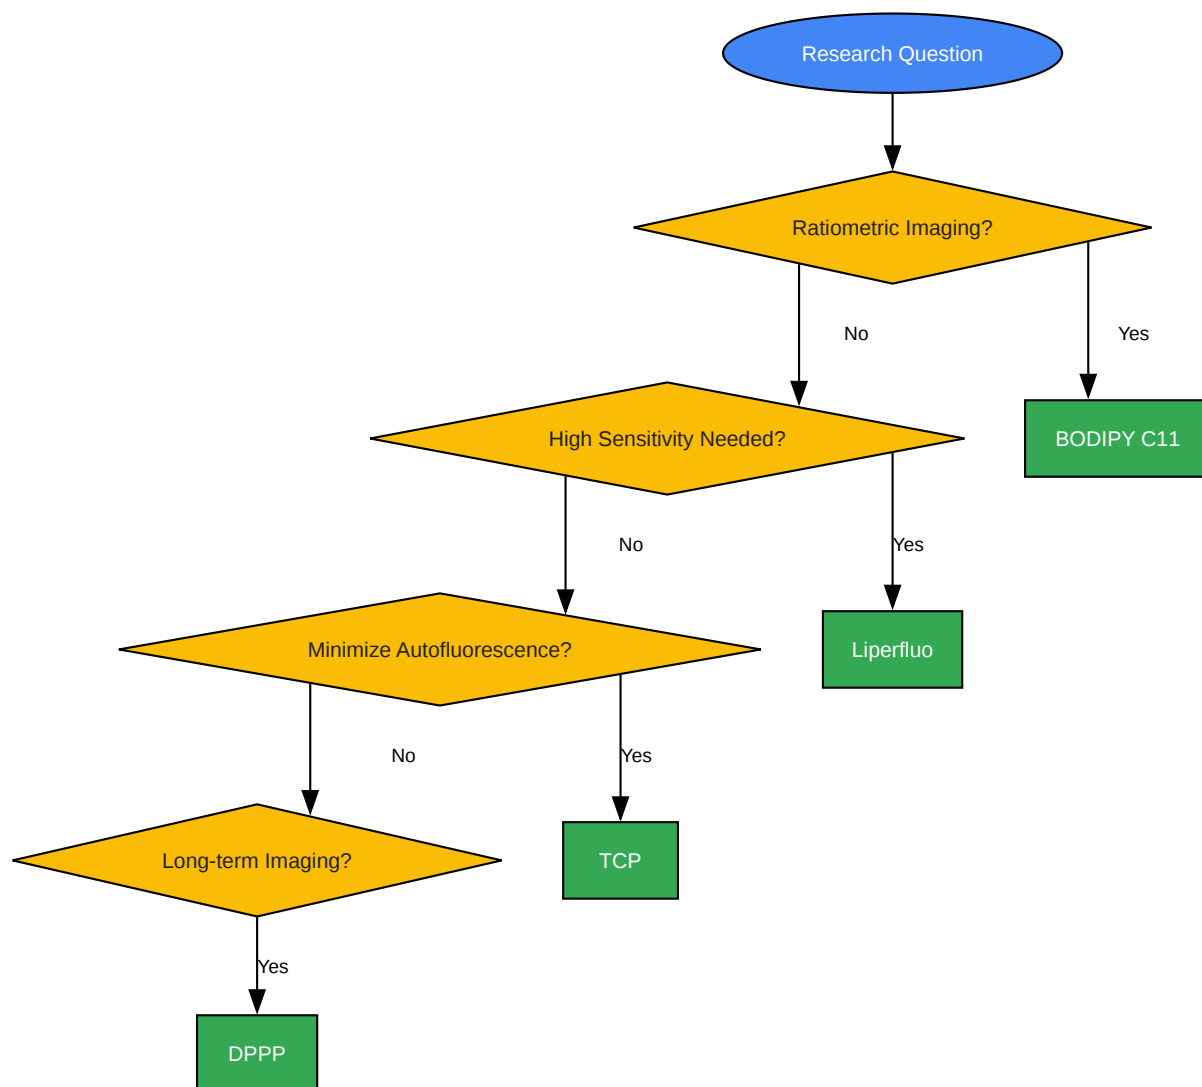 Research Question
Ratiometric Imaging?
No
Yes
High Sensitivity Needed?
BODIPY C11
No
Yes
Minimize Autofluorescence?
Liperfluo
No
Yes
Long-term Imaging?
TCP
Yes
DPPP